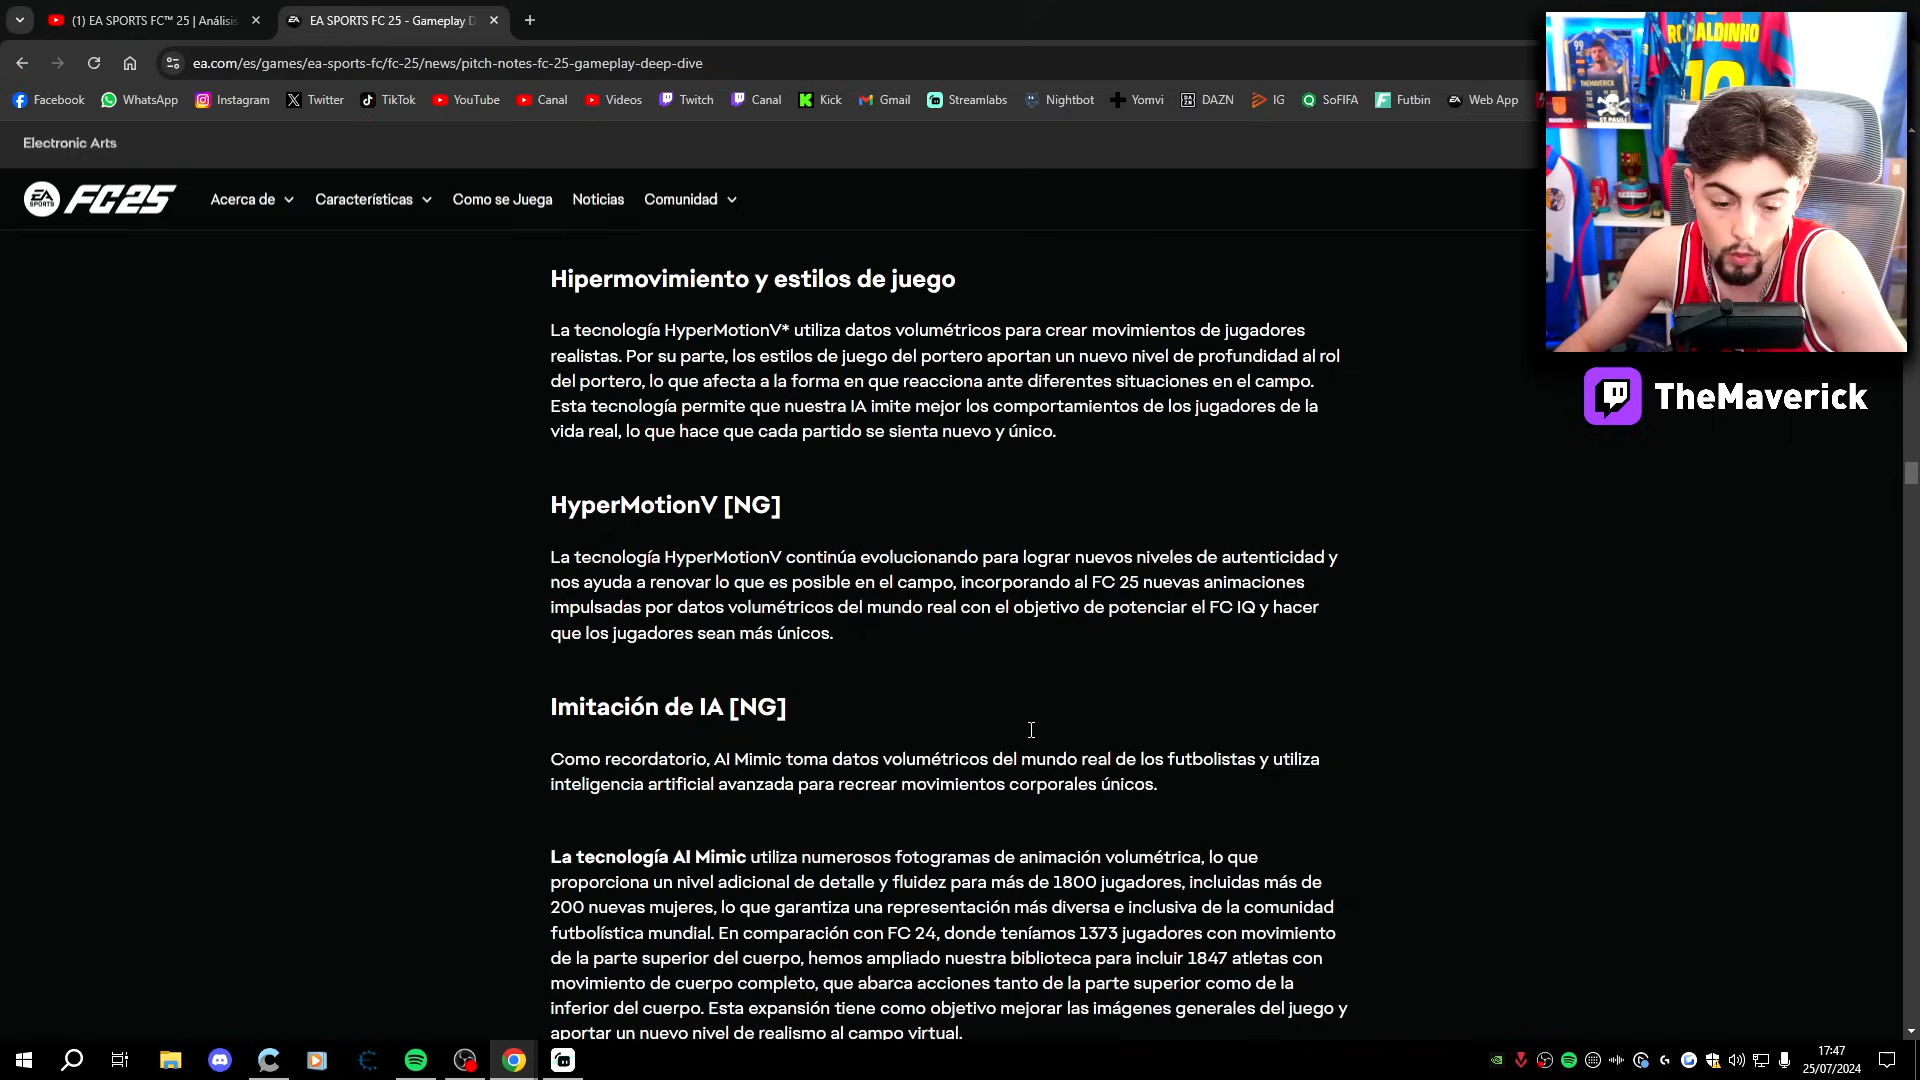 (1) EA SPORTS FC™ 25 | Análisis
EA SPORTS FC 25 - Gameplay D
ea.com/es/games/ea-sports-fc/fc-25/news/pitch-notes-fc-25-gameplay-deep-dive
Facebook WhatsApp Instagram Twitter TikTok YouTube Canal Videos Twitch Canal Kick Gmail Streamlabs Nightbot Yomvi DAZN IG SoFIFA Futbin Web App
Electronic Arts
EA SPORTS FC25 Acerca de Características Como se Juega Noticias Comunidad
Hipermovimiento y estilos de juego
La tecnología HyperMotionV* utiliza datos volumétricos para crear movimientos de jugadores
realistas. Por su parte, los estilos de juego del portero aportan un nuevo nivel de profundidad al rol
del portero, lo que afecta a la forma en que reacciona ante diferentes situaciones en el campo.
Esta tecnología permite que nuestra IA imite mejor los comportamientos de los jugadores de la
vida real, lo que hace que cada partido se sienta nuevo y único.
HyperMotionV [NG]
La tecnología HyperMotionV continúa evolucionando para lograr nuevos niveles de autenticidad y
nos ayuda a renovar lo que es posible en el campo, incorporando al FC 25 nuevas animaciones
impulsadas por datos volumétricos del mundo real con el objetivo de potenciar el FC IQ y hacer
que los jugadores sean más únicos.
Imitación de IA [NG]
Como recordatorio, AI Mimic toma datos volumétricos del mundo real de los futbolistas y utiliza
inteligencia artificial avanzada para recrear movimientos corporales únicos.
La tecnología AI Mimic utiliza numerosos fotogramas de animación volumétrica, lo que
proporciona un nivel adicional de detalle y fluidez para más de 1800 jugadores, incluidas más de
200 nuevas mujeres, lo que garantiza una representación más diversa e inclusiva de la comunidad
futbolística mundial. En comparación con FC 24, donde teníamos 1373 jugadores con movimiento
de la parte superior del cuerpo, hemos ampliado nuestra biblioteca para incluir 1847 atletas con
movimiento de cuerpo completo, que abarca acciones tanto de la parte superior como de la
inferior del cuerpo. Esta expansión tiene como objetivo mejorar las imágenes generales del juego y
aportar un nuevo nivel de realismo al campo virtual.
10
99
THEMAVERICK
ST. PAULI
TheMaverick
17:47
25/07/2024